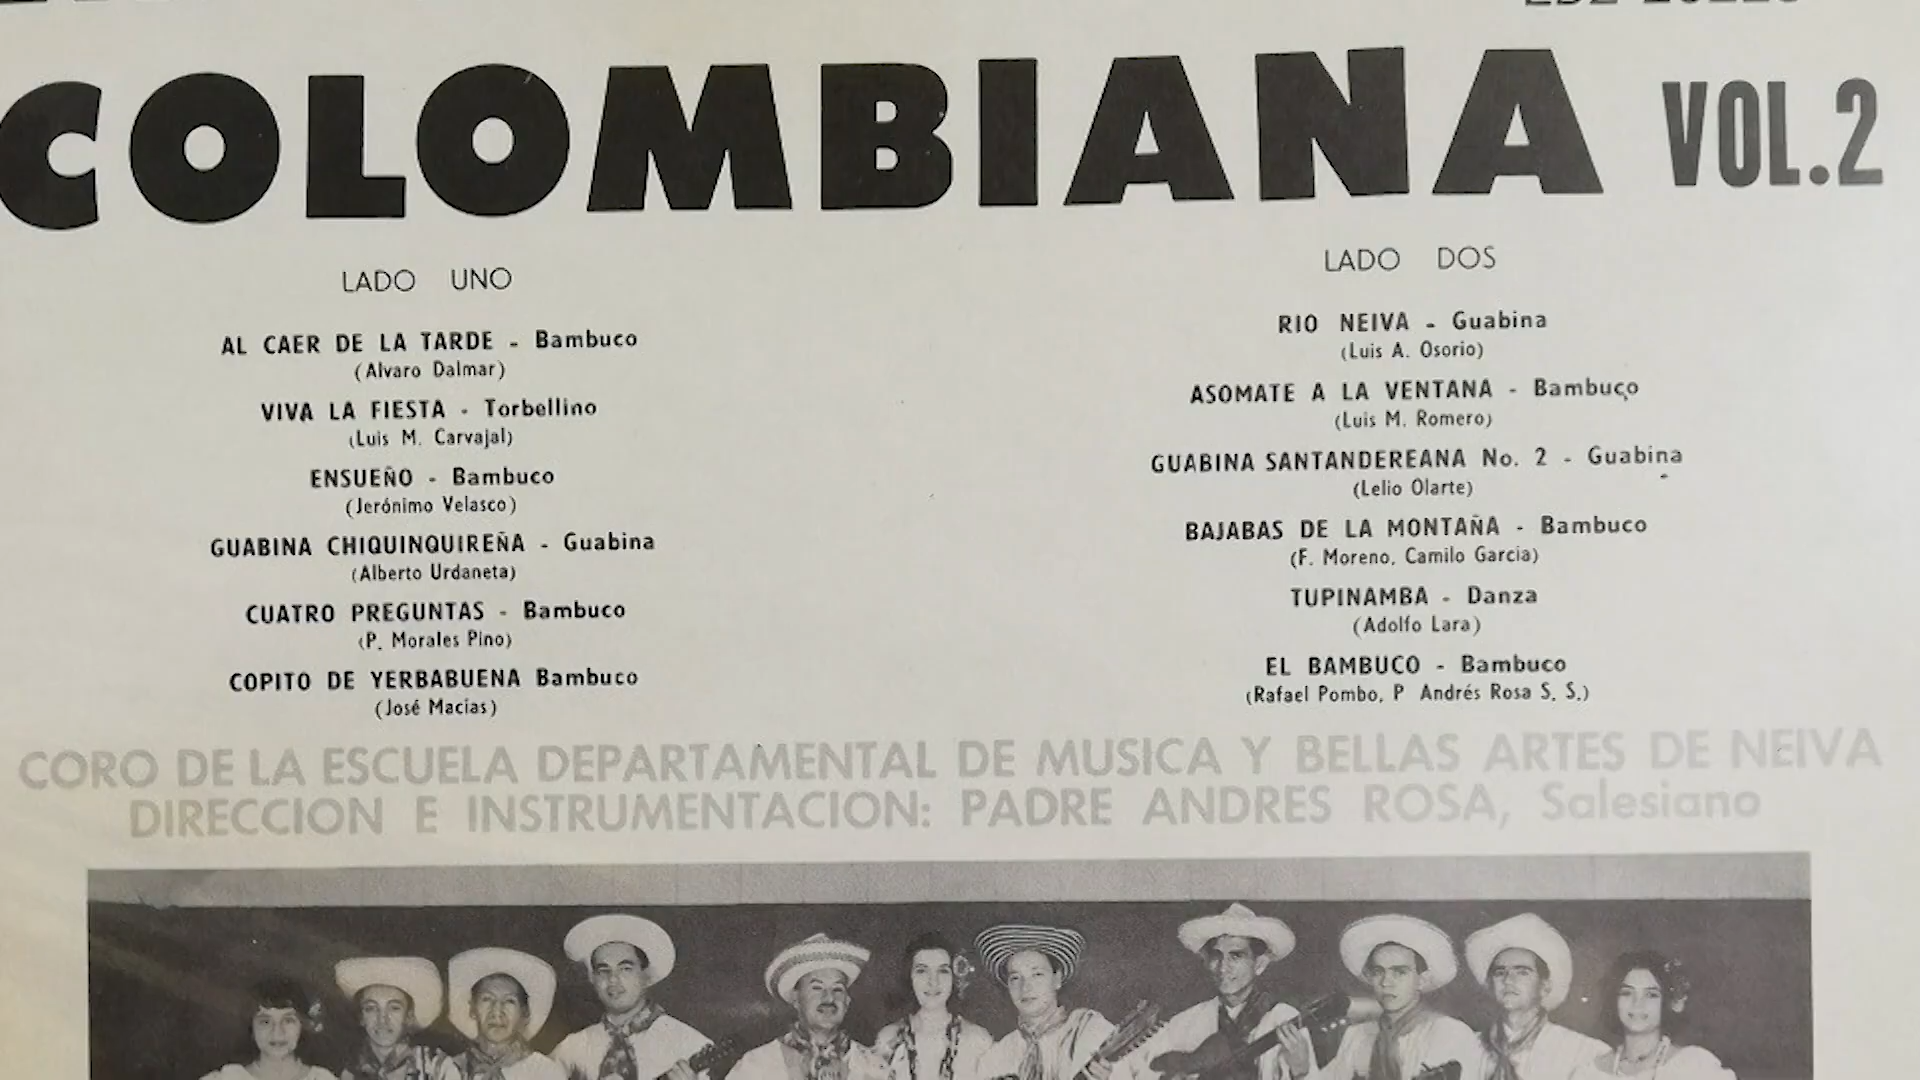 COLOMBIANA VOL.2
LADO UNO
AL CAER DE LA TARDE - Bambuco
(Alvaro Dalmar)
VIVA LA FIESTA - Torbellino
(Luis M. Carvajal)
ENSUEÑO - Bambuco
(Jerónimo Velasco)
GUABINA CHIQUINQUIREÑA - Guabina
(Alberto Urdaneta)
CUATRO PREGUNTAS - Bambuco
(P. Morales Pino)
COPITO DE YERBABUENA Bambuco
(José Macias)
LADO DOS
RIO NEIVA - Guabina
(Luis A. Osorio)
ASOMATE A LA VENTANA - Bambuco
(Luis M. Romero)
GUABINA SANTANDEREANA No. 2 - Guabina
(Lelio Olarte)
BAJABAS DE LA MONTAÑA - Bambuco
(F. Moreno, Camilo Garcia)
TUPINAMBA - Danza
(Adolfo Lara)
EL BAMBUCO - Bambuco
(Rafael Pombo, P Andrés Rosa S. S.)
CORO DE LA ESCUELA DEPARTAMENTAL DE MUSICA Y BELLAS ARTES DE NEIVA
DIRECCION E INSTRUMENTACION: PADRE ANDRES ROSA, Salesiano